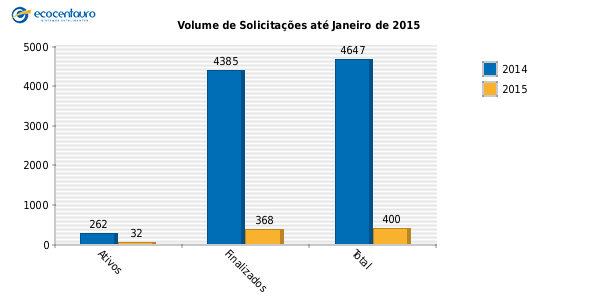 ecocentauro
Volume de Solicitações até Janeiro de 2015
5000
4000
3000
2000
1000
0
262
32
4385
368
4647
400
Ativos
Finalizados
Total
2014
2015